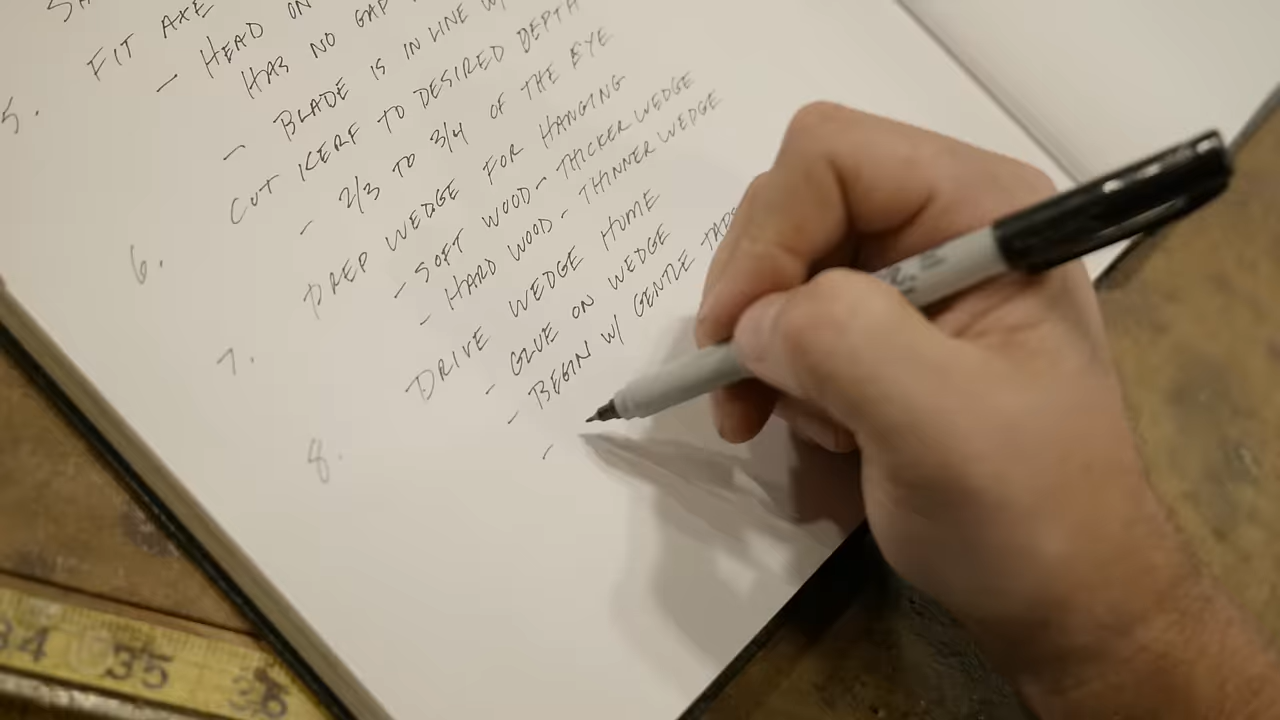 5. FIT AXE
- HEAD ON
HAS NO GAP
- BLADE IS IN LINE W/
6. CUT KERF TO DESIRED DEPTH
- 2/3 TO 3/4 OF THE EYE
7. PREP WEDGE FOR HANGING
- SOFT WOOD - THICKER WEDGE
- HARD WOOD - THINNER WEDGE
8. DRIVE WEDGE HOME
- GLUE ON WEDGE
- BEGIN W/ GENTLE TAPS
-
34 35 36